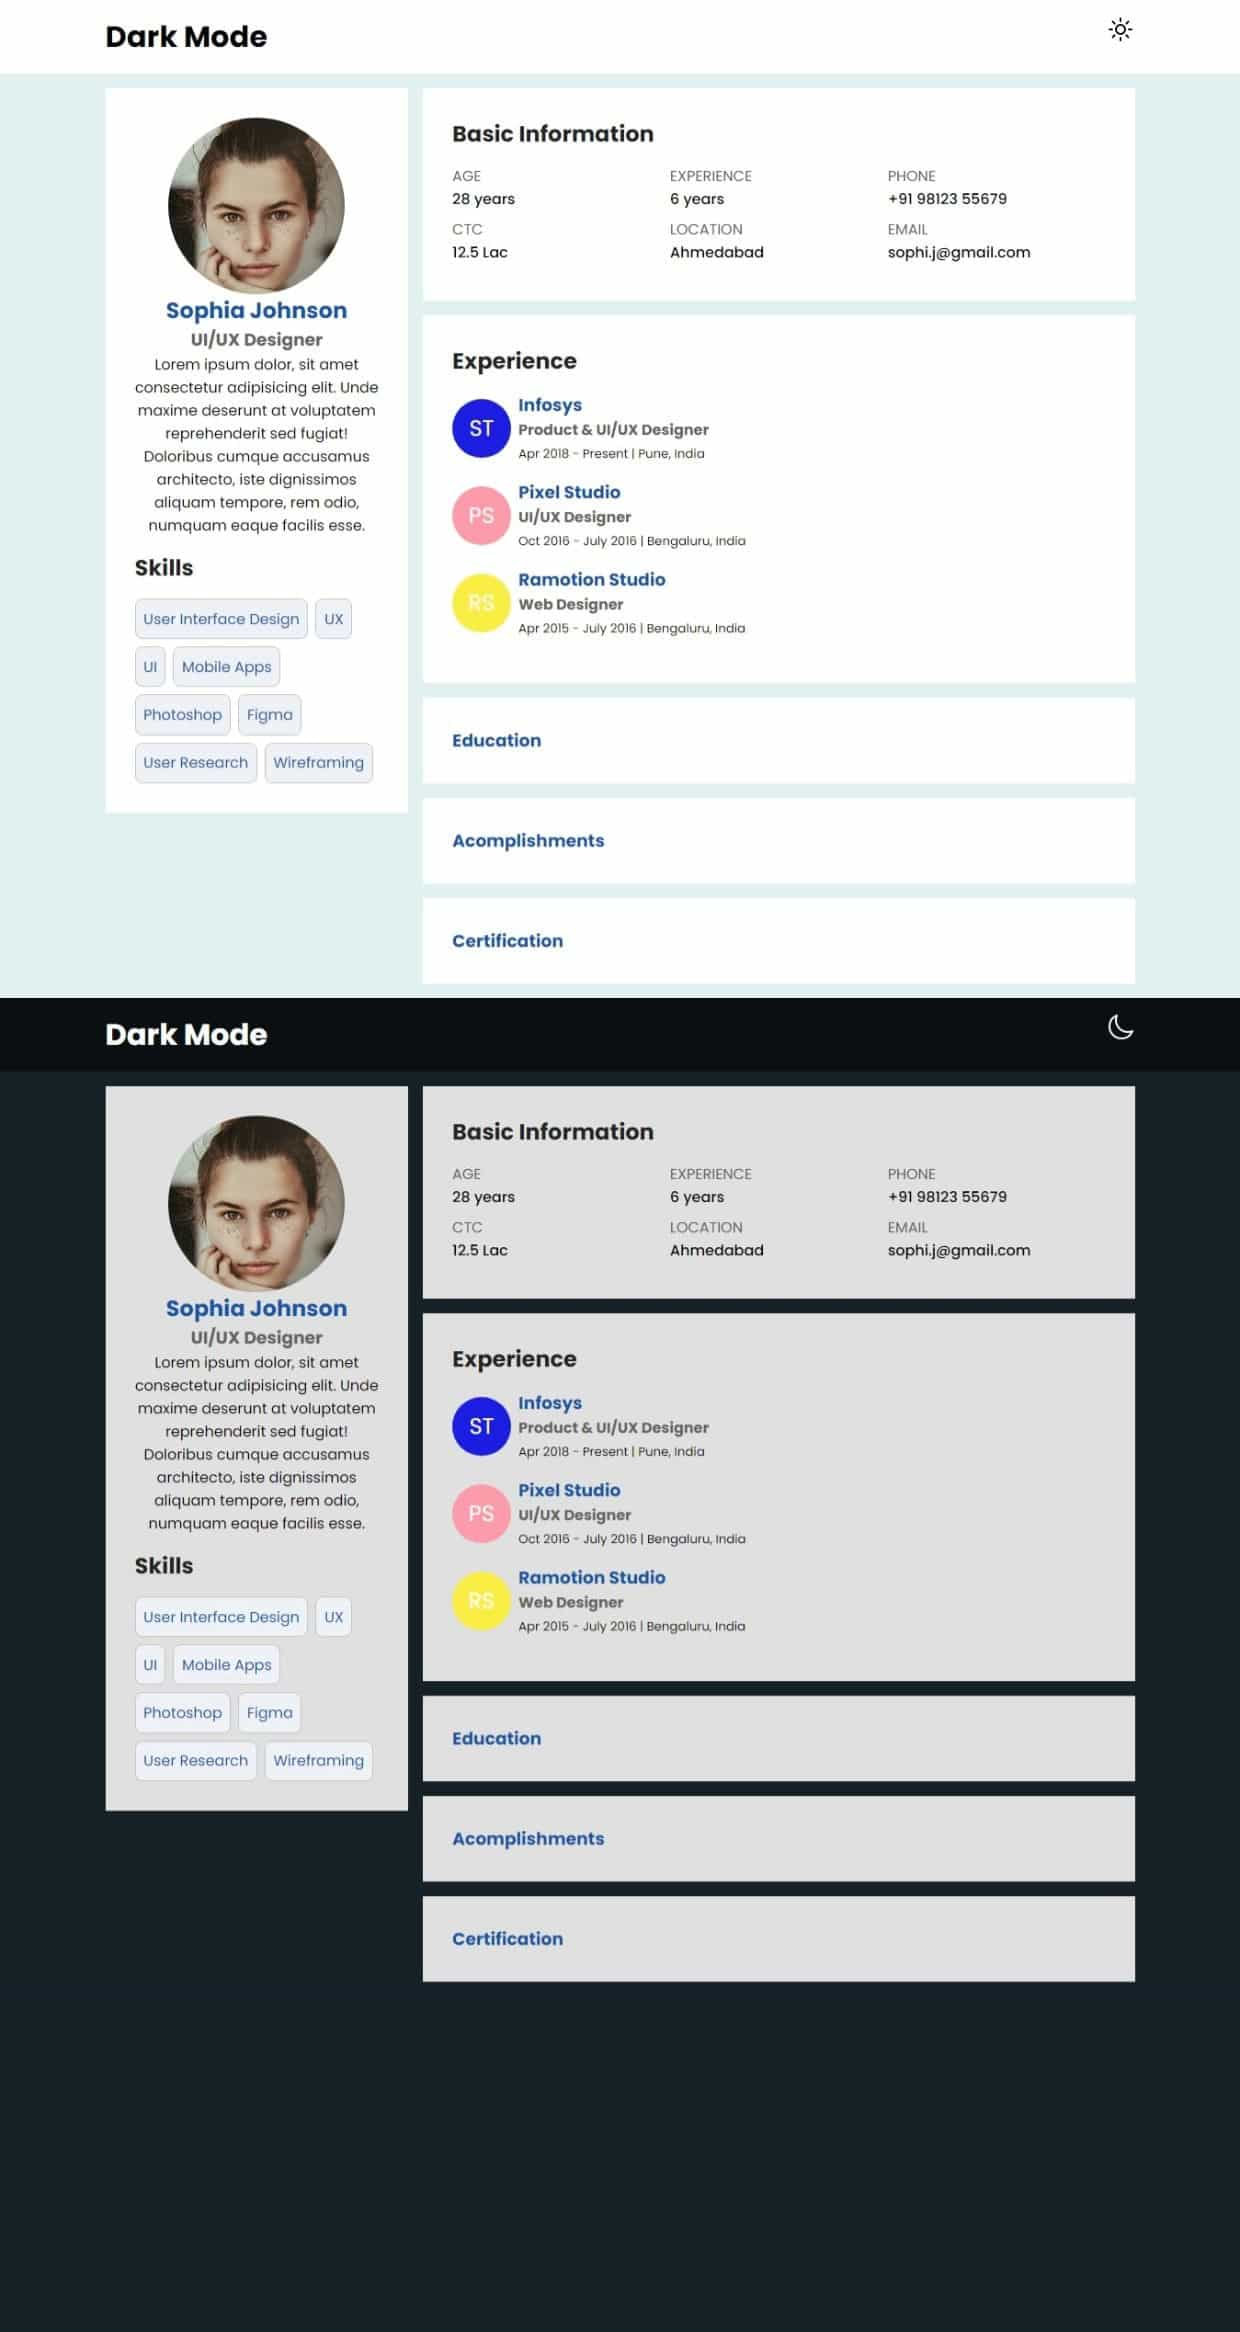 Dark Mode
Sophia Johnson
UI/UX Designer
Lorem ipsum dolor, sit amet
consectetur adipisicing elit. Unde
maxime deserunt at voluptatem
reprehenderit sed fugiat!
Doloribus cumque accusamus
architecto, iste dignissimos
aliquam tempore, rem odio,
numquam eaque facilis esse.
Skills
User Interface Design UX
UI Mobile Apps
Photoshop Figma
User Research Wireframing
Basic Information
AGE EXPERIENCE PHONE
28 years 6 years +91 98123 55679
CTC LOCATION EMAIL
12.5 Lac Ahmedabad sophi.j@gmail.com
Experience
ST
Infosys
Product & UI/UX Designer
Apr 2018 - Present | Pune, India
PS
Pixel Studio
UI/UX Designer
Oct 2016 - July 2016 | Bengaluru, India
RS
Ramotion Studio
Web Designer
Apr 2015 - July 2016 | Bengaluru, India
Education
Acomplishments
Certification
Dark Mode
Sophia Johnson
UI/UX Designer
Lorem ipsum dolor, sit amet
consectetur adipisicing elit. Unde
maxime deserunt at voluptatem
reprehenderit sed fugiat!
Doloribus cumque accusamus
architecto, iste dignissimos
aliquam tempore, rem odio,
numquam eaque facilis esse.
Skills
User Interface Design UX
UI Mobile Apps
Photoshop Figma
User Research Wireframing
Basic Information
AGE EXPERIENCE PHONE
28 years 6 years +91 98123 55679
CTC LOCATION EMAIL
12.5 Lac Ahmedabad sophi.j@gmail.com
Experience
ST
Infosys
Product & UI/UX Designer
Apr 2018 - Present | Pune, India
PS
Pixel Studio
UI/UX Designer
Oct 2016 - July 2016 | Bengaluru, India
RS
Ramotion Studio
Web Designer
Apr 2015 - July 2016 | Bengaluru, India
Education
Acomplishments
Certification